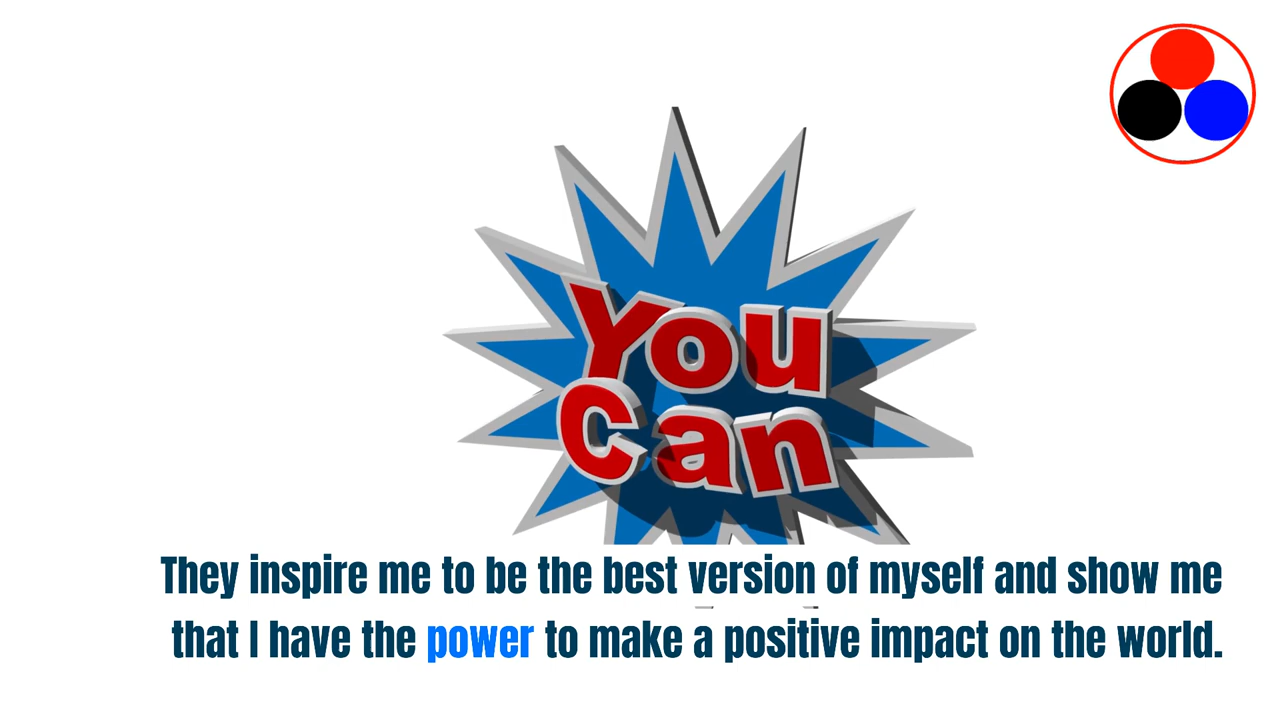 You
Can
They inspire me to be the best version of myself and show me
that I have the power to make a positive impact on the world.